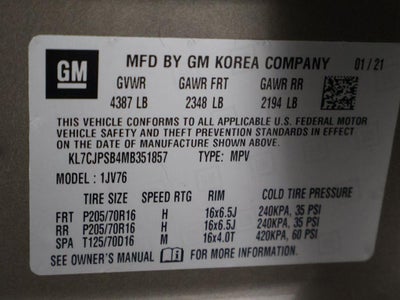 GM
MFD BY GM KOREA COMPANY 01/21
GVWR GAWR FRT GAWR RR
4387 LB 2348 LB 2194 LB
THIS VEHICLE CONFORMS TO ALL APPLICABLE U.S. FEDERAL MOTOR
VEHICLE SAFETY AND THEFT PREVENTION STANDARDS IN EFFECT
ON THE DATE OF MANUFACTURE SHOWN ABOVE.
KL7CJPSB4MB351857 TYPE: MPV
MODEL: 1JV76
TIRE SIZE SPEED RTG RIM COLD TIRE PRESSURE
FRT P205/70R16 H 16x6.5J 240KPA, 35 PSI
RR P205/70R16 H 16x6.5J 240KPA, 35 PSI
SPA T125/70D16 M 16x4.0T 420KPA, 60 PSI
SEE OWNER'S MANUAL FOR MORE INFORMATION.